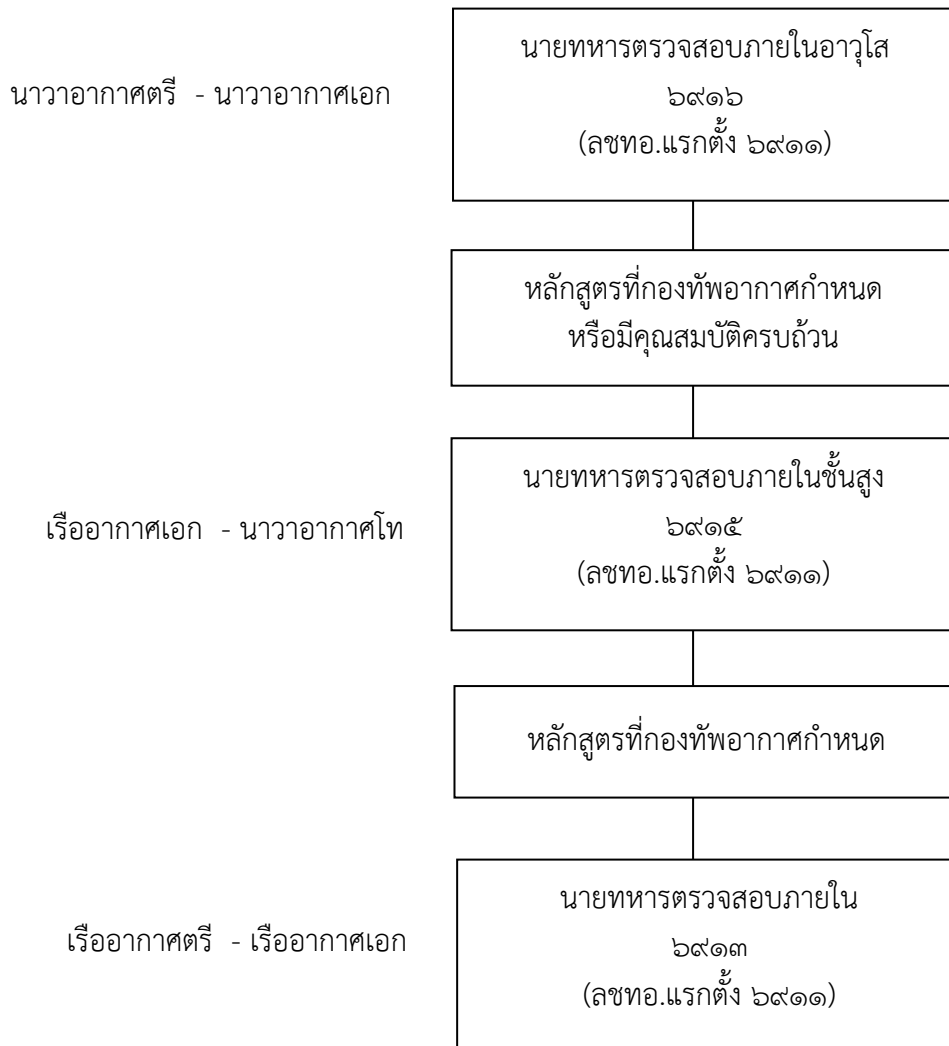 นายทหารตรวจสอบภายในอาวุโส
นาวาอากาศตรี - นาวาอากาศเอก
๖๙๑๖
(ลชทอ.แรกตั้ง ๖๙๑๑)
หลักสูตรที่กองทัพอากาศกำหนด
หรือมีคุณสมบัติครบถ้วน
นายทหารตรวจสอบภายในชั้นสูง
เรืออากาศเอก - นาวาอากาศโท
๖๙๑๕
(ลชทอ.แรกตั้ง ๖๙๑๑)
หลักสูตรที่กองทัพอากาศกำหนด
นายทหารตรวจสอบภายใน
เรืออากาศตรี - เรืออากาศเอก
๖๙๑๓
(ลชทอ.แรกตั้ง ๖๙๑๑)